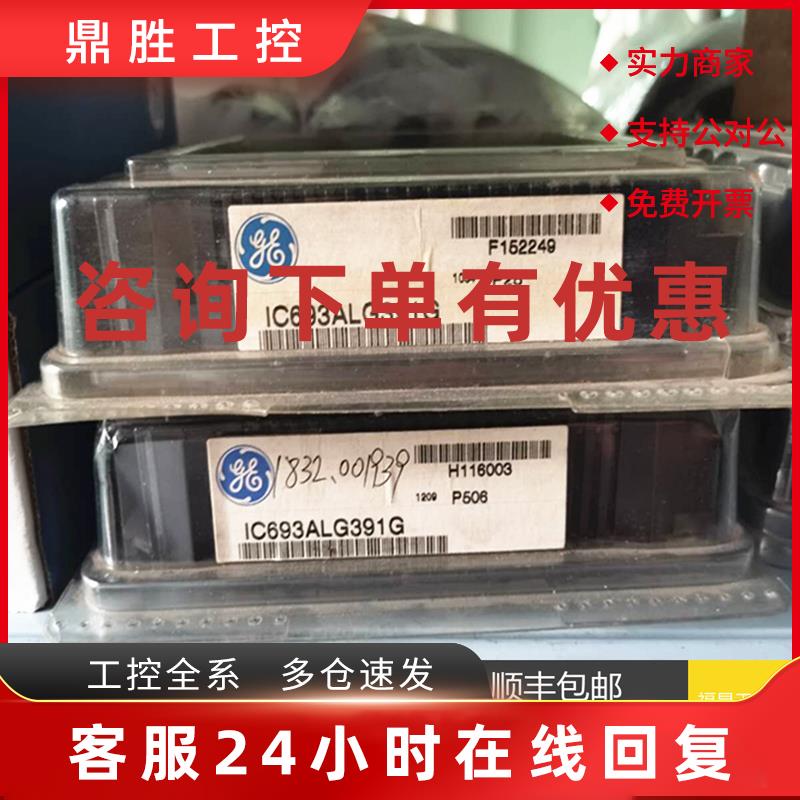 鼎胜工控
实力商家
支持公对公
免费开票
F152249
咨询下单有优惠
H116003
1832.001939
1209 P506
IC693ALG391G
工控全系 多仓速发
顺丰包邮
客服24小时在线回复